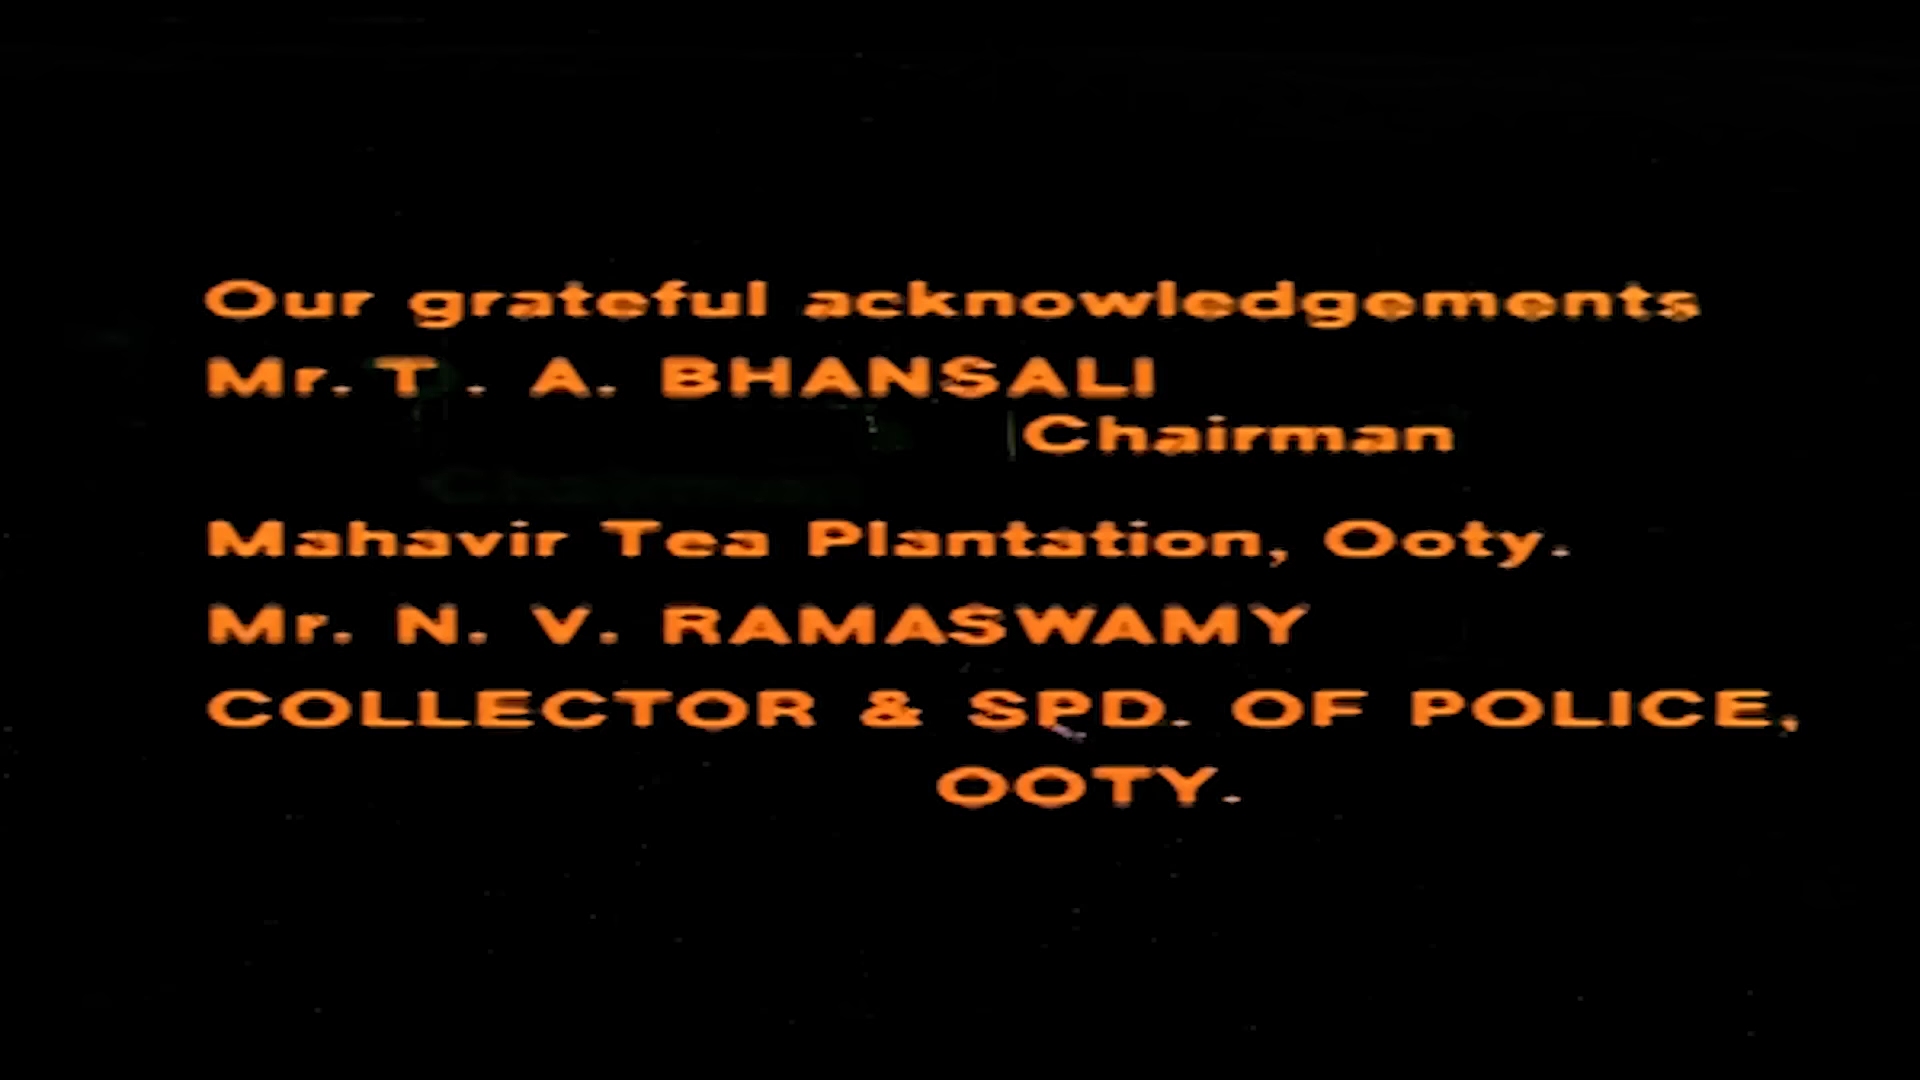 Our grateful acknowledgements
Mr. T. A. BHANSALI
Chairman
Mahavir Tea Plantation, Ooty.
Mr. N. V. RAMASWAMY
COLLECTOR & SPD. OF POLICE,
OOTY.